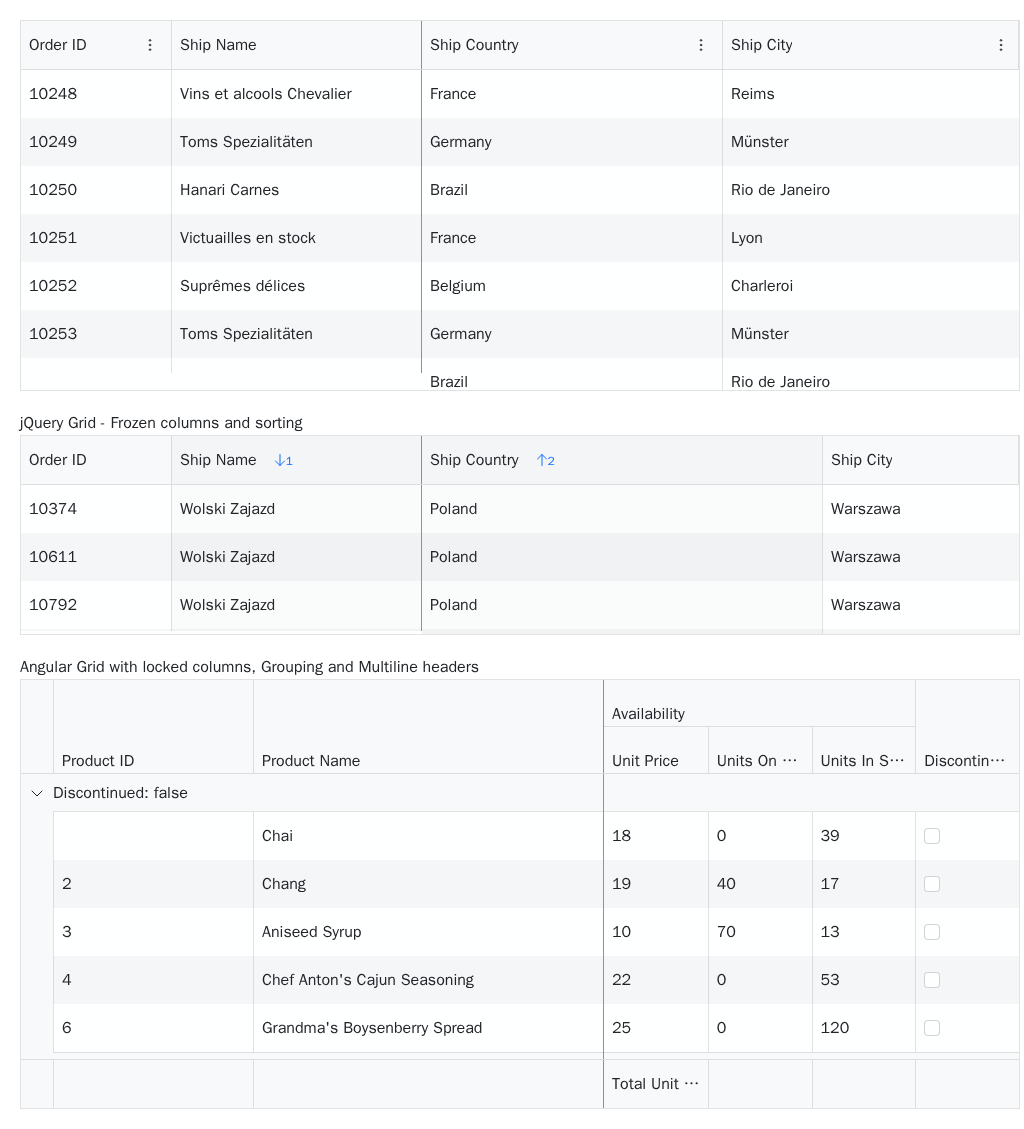 Order ID Ship Name Ship Country Ship City
10248 Vins et alcools Chevalier France Reims
10249 Toms Spezialitäten Germany Münster
10250 Hanari Carnes Brazil Rio de Janeiro
10251 Victuailles en stock France Lyon
10252 Suprêmes délices Belgium Charleroi
10253 Toms Spezialitäten Germany Münster
Brazil Rio de Janeiro
jQuery Grid - Frozen columns and sorting
Order ID Ship Name ↓1 Ship Country ↑2 Ship City
10374 Wolski Zajazd Poland Warszawa
10611 Wolski Zajazd Poland Warszawa
10792 Wolski Zajazd Poland Warszawa
Angular Grid with locked columns, Grouping and Multiline headers
Availability
Product ID Product Name Unit Price Units On ··· Units In S··· Discontin···
Discontinued: false
Chai 18 0 39
2 Chang 19 40 17
3 Aniseed Syrup 10 70 13
4 Chef Anton's Cajun Seasoning 22 0 53
6 Grandma's Boysenberry Spread 25 0 120
Total Unit ···